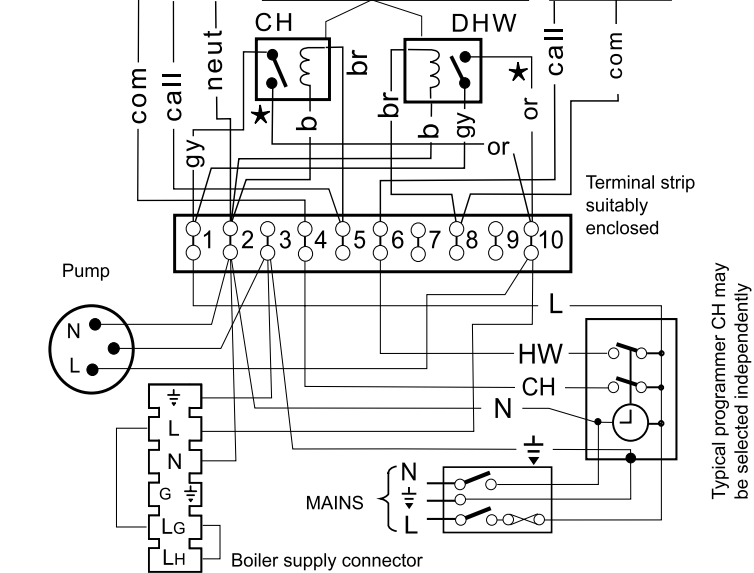 CH
DHW
com
call
neut
br
br
call
com
★
★
or
b
b
gy
gy
or
Terminal strip
suitably
enclosed
1 2 3 4 5 6 7 8 9 10
Pump
N
L
L
HW
CH
N
L
N
G
LG
LH
MAINS
N
L
Boiler supply connector
Typical programmer CH may
be selected independently